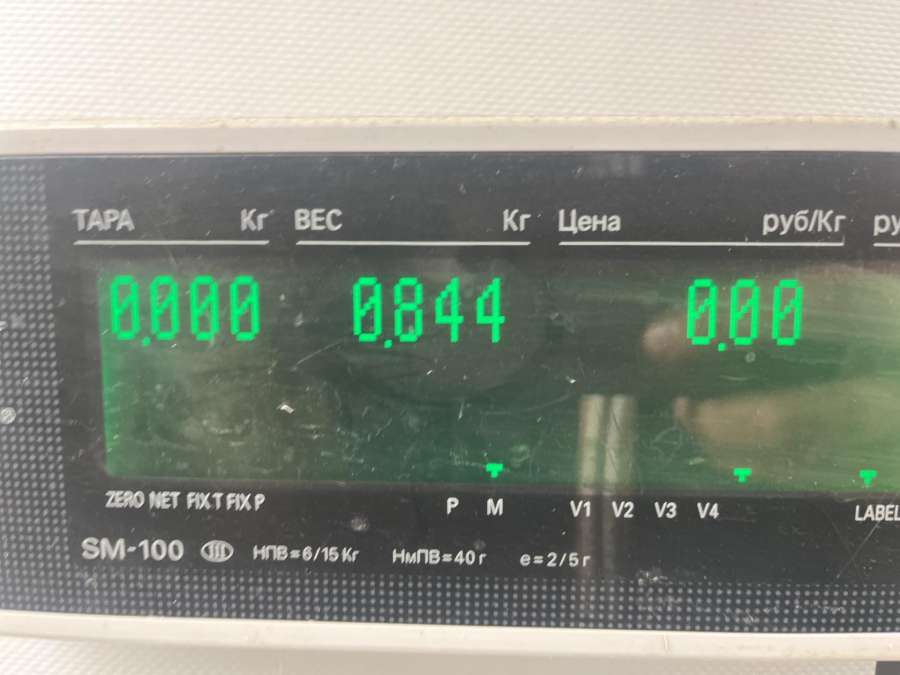 ТАРА Кг ВЕС Кг Цена руб/Кг ру
0.000 0.844 0.00
ZERO NET FIX T FIX P P M V1 V2 V3 V4 LABEL
SM-100 НПВ=6/15 Кг НмПВ=40 г e=2/5 г